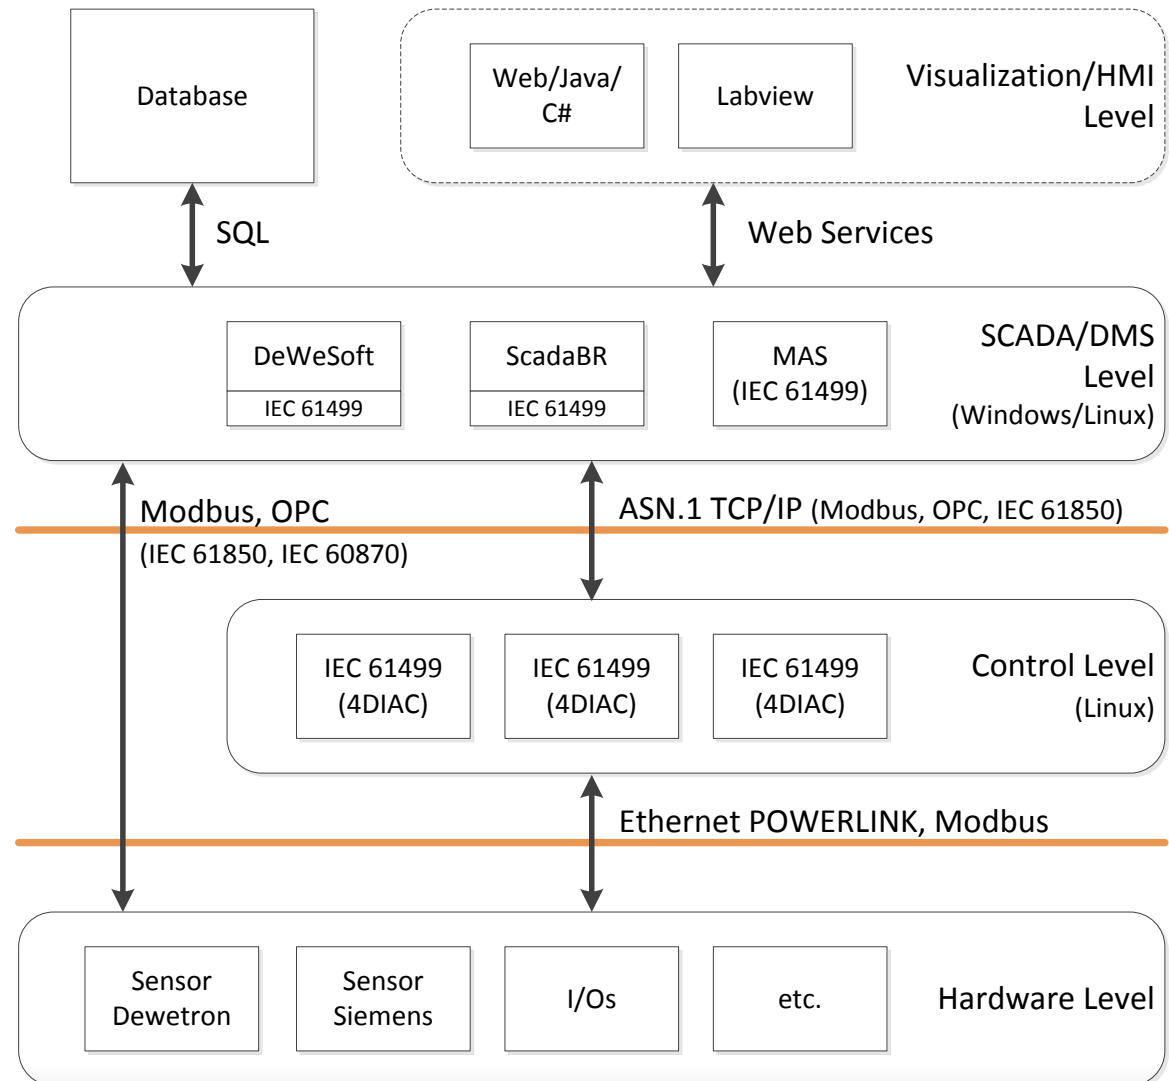 Database
Web/Java/
C#
Labview
Visualization/HMI
Level
SQL
Web Services
DeWeSoft
IEC 61499
ScadaBR
IEC 61499
MAS
(IEC 61499)
SCADA/DMS
Level
(Windows/Linux)
Modbus, OPC
(IEC 61850, IEC 60870)
ASN.1 TCP/IP (Modbus, OPC, IEC 61850)
IEC 61499
(4DIAC)
IEC 61499
(4DIAC)
IEC 61499
(4DIAC)
Control Level
(Linux)
Ethernet POWERLINK, Modbus
Sensor
Dewetron
Sensor
Siemens
I/Os
etc.
Hardware Level